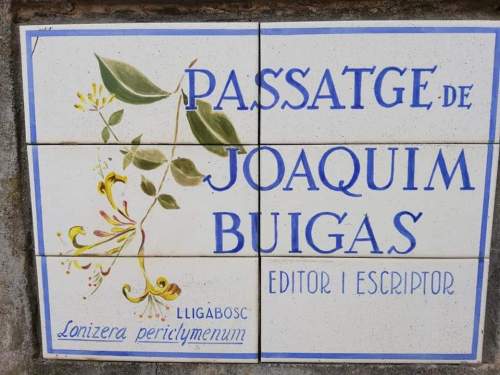 PASSATGE DE
JOAQUIM
BUIGAS
EDITOR I ESCRIPTOR
LLIGABOSC
Lonizera periclymenum